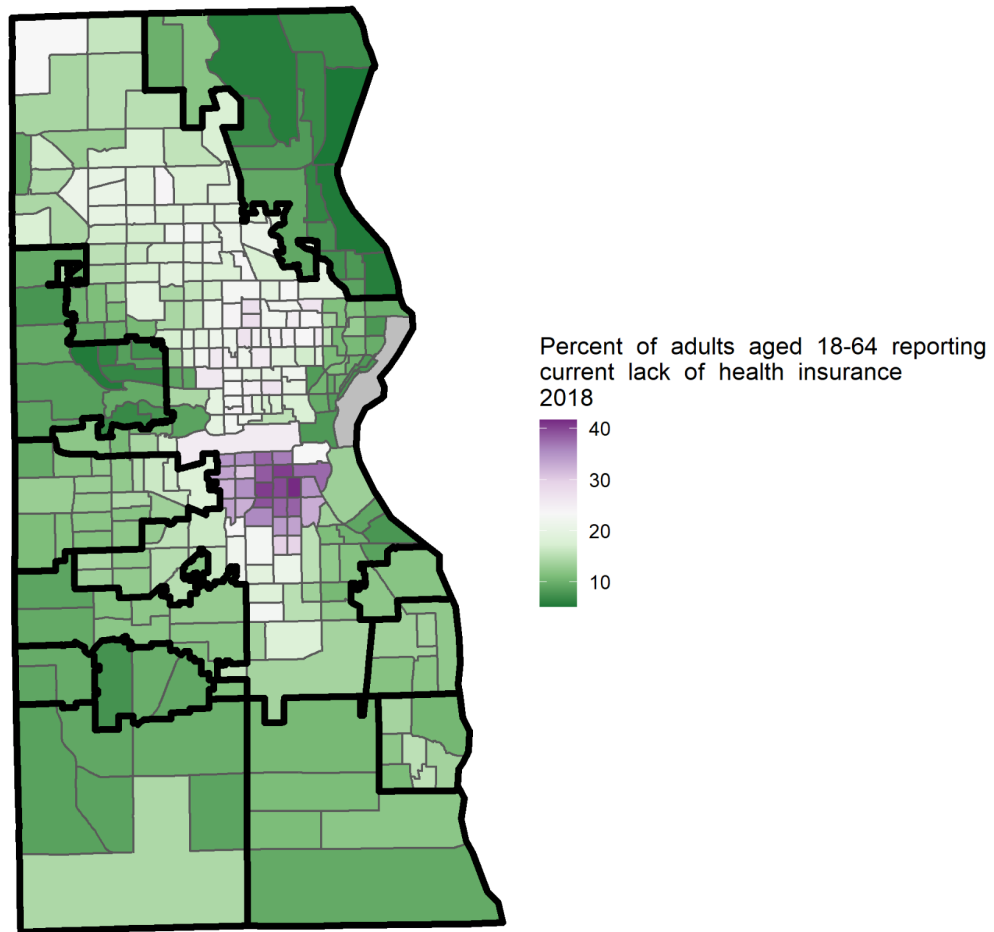 Percent of adults aged 18-64 reporting
current lack of health insurance
2018
40
30
20
10